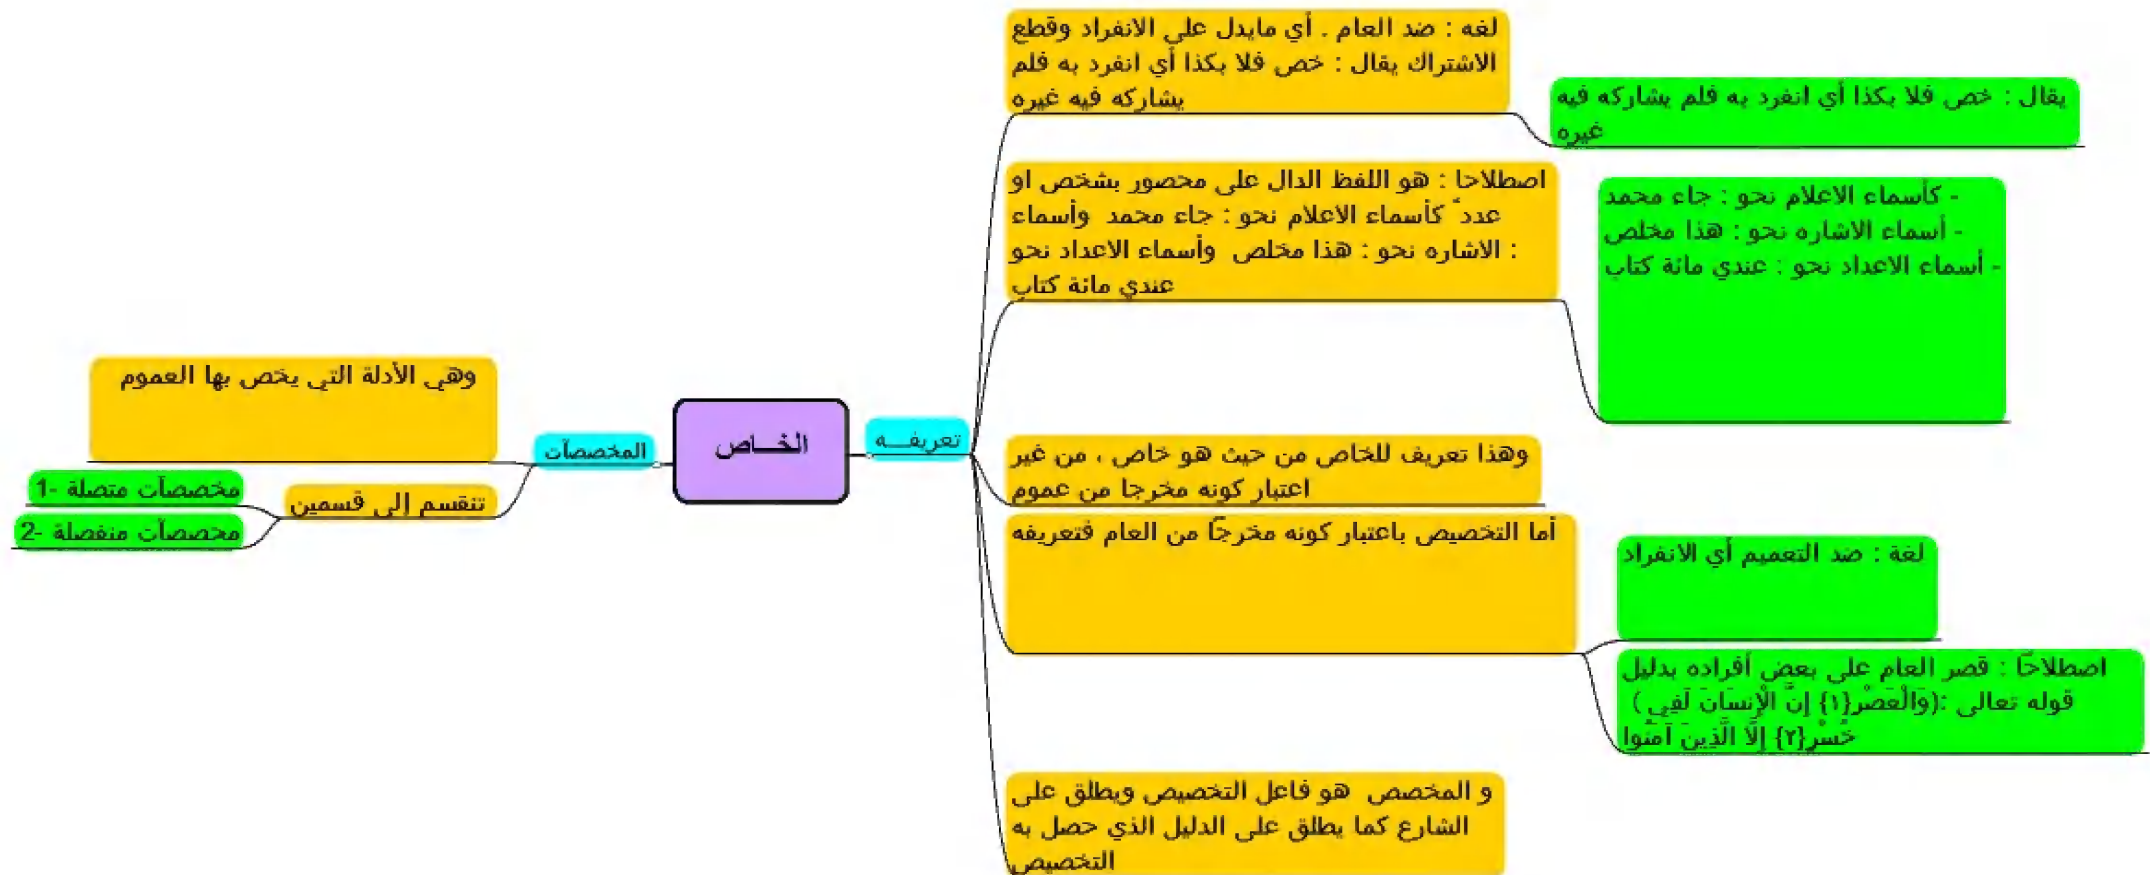 الخـــاص
تعريفـــه
لغه : ضد العام . أي مايدل على الانفراد وقطع
الاشتراك يقال : خص فلا بكذا أي انفرد به فلم
يشاركه فيه غيره
يقال : خص فلا بكذا أي انفرد به فلم يشاركه فيه
غيره
اصطلاحا : هو اللفظ الدال على محصور بشخص او
عددً كأسماء الاعلام نحو : جاء محمد وأسماء
الاشاره نحو : هذا مخلص وأسماء الاعداد نحو :
عندي مائة كتاب
- كأسماء الاعلام نحو : جاء محمد
- أسماء الاشاره نحو : هذا مخلص
- أسماء الاعداد نحو : عندي مائة كتاب
وهذا تعريف للخاص من حيث هو خاص ، من غير
اعتبار كونه مخرجا من عموم
أما التخصيص باعتبار كونه مخرجًا من العام فتعريفه
لغة : ضد التعميم أي الانفراد
اصطلاحًا : قصر العام على بعض أفراده بدليل
قوله تعالى :(وَالْعَصْرِ{١} إِنَّ الْإِنسَانَ لَفِي )
خُسْرٍ{٢} إِلَّا الَّذِينَ آمَنُوا
و المخصص هو فاعل التخصيص ويطلق على
الشارع كما يطلق على الدليل الذي حصل به
التخصيص
المخصصآت
وهي الأدلة التي يخص بها العموم
تنقسم إلى قسمين
1- مخصصآت متصلة
2- محصصآت منفصلة